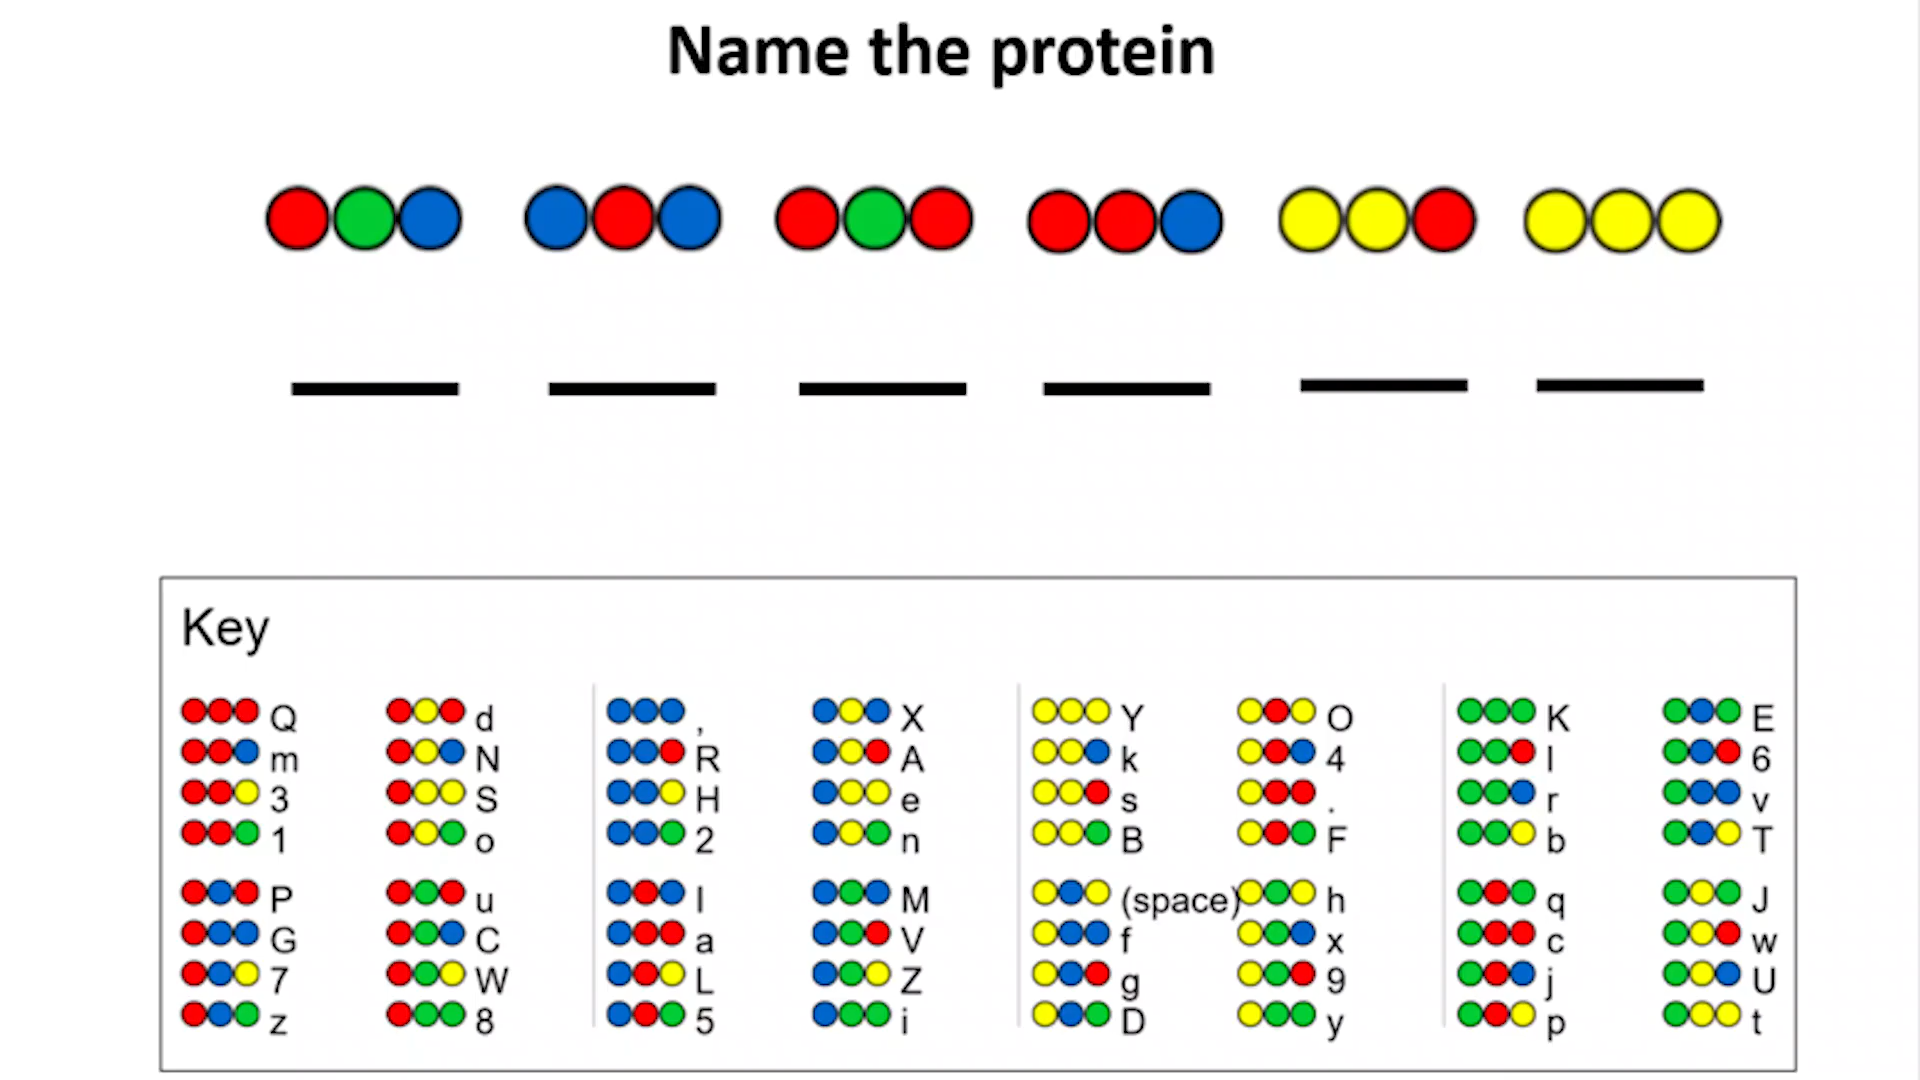 Name the protein
Key
Q d , X Y O K E
m N R A k 4 l 6
3 S H e s . r v
1 o 2 n B F b T
P u I M (space) h q J
G C a V f x c w
7 W L Z g 9 j U
z 8 5 i D y p t